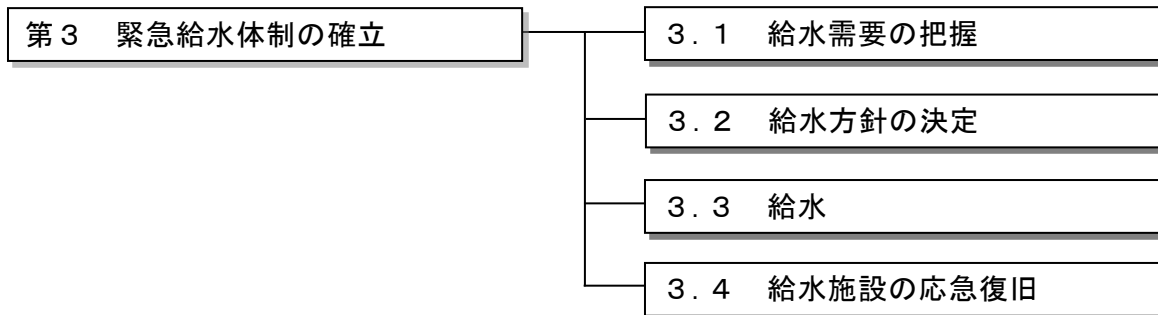 第３　緊急給水体制の確立
３．１　給水需要の把握
３．２　給水方針の決定
３．３　給水
３．４　給水施設の応急復旧